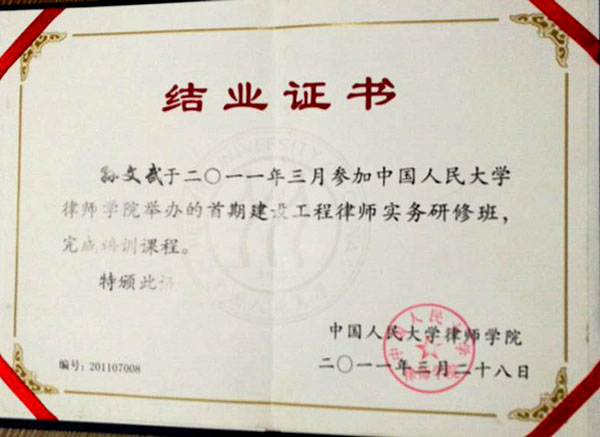 结业证书
孙文武于二〇一一年三月参加中国人民大学
律师学院举办的首期建设工程律师实务研修班，
完成培训课程。
特颁此证
中国人民大学律师学院
二〇一一年三月二十八日
编号：201107008